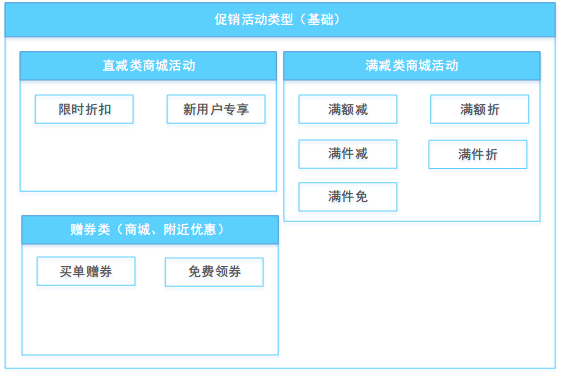 促销活动类型（基础）
直减类商城活动
限时折扣
新用户专享
满减类商城活动
满额减
满额折
满件减
满件折
满件免
赠券类（商城、附近优惠）
买单赠券
免费领券